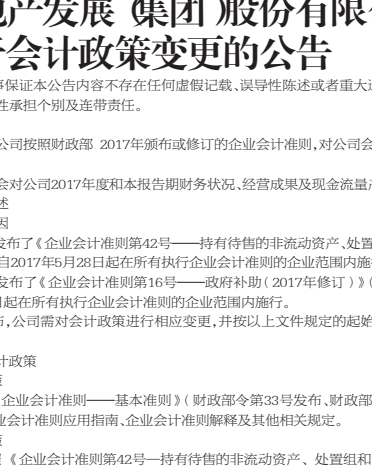 产发展(集团)股份有限
会计政策变更的公告
事保证本公告内容不存在任何虚假记载、误导性陈述或者重大
性承担个别及连带责任。
公司按照财政部 2017年颁布或修订的企业会计准则,对公司会
会对公司2017年度和本报告期财务状况、经营成果及现金流量
述
因
发布了《企业会计准则第42号——持有待售的非流动资产、处置
自2017年5月28日起在所有执行企业会计准则的企业范围内施
发布了《企业会计准则第16号——政府补助(2017年修订)》(
日起在所有执行企业会计准则的企业范围内施行。
布,公司需对会计政策进行相应变更,并按以上文件规定的起始
计政策
企业会计准则——基本准则》(财政部令第33号发布、财政部
业会计准则应用指南、企业会计准则解释及其他相关规定。
《企业会计准则第42号—持有待售的非流动资产、处置组和